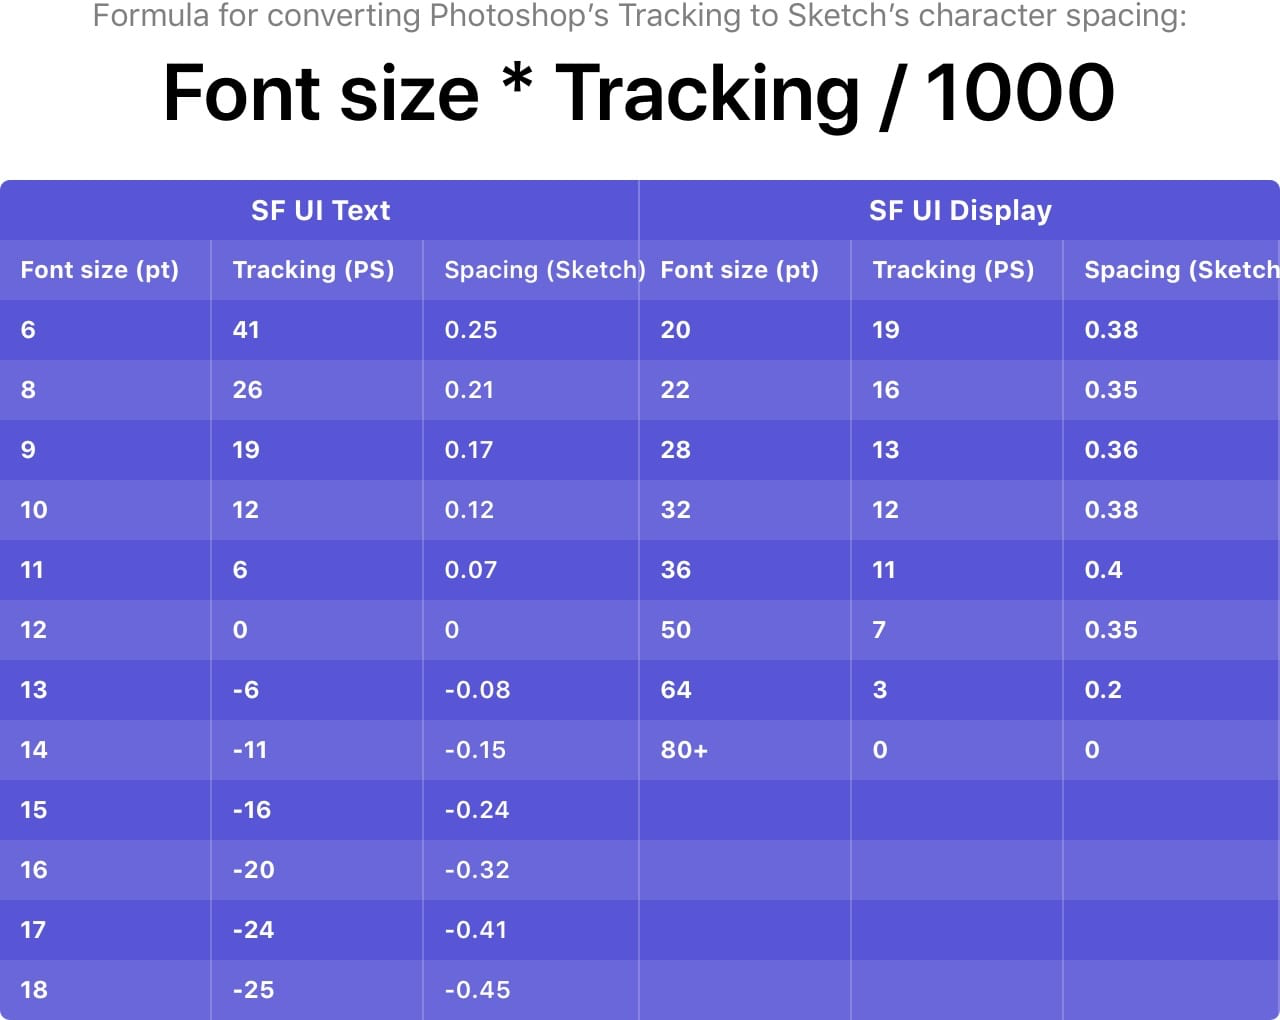 Formula for converting Photoshop’s Tracking to Sketch’s character spacing:
Font size * Tracking / 1000
SF UI Text SF UI Display
Font size (pt) Tracking (PS) Spacing (Sketch) Font size (pt) Tracking (PS) Spacing (Sketch
6 41 0.25 20 19 0.38
8 26 0.21 22 16 0.35
9 19 0.17 28 13 0.36
10 12 0.12 32 12 0.38
11 6 0.07 36 11 0.4
12 0 0 50 7 0.35
13 -6 -0.08 64 3 0.2
14 -11 -0.15 80+ 0 0
15 -16 -0.24
16 -20 -0.32
17 -24 -0.41
18 -25 -0.45